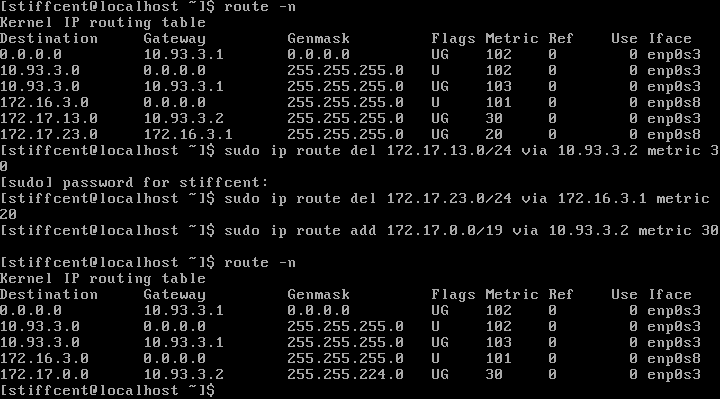 [stiffcent@localhost ~]$ route -n
Kernel IP routing table
Destination     Gateway         Genmask         Flags Metric Ref    Use Iface
0.0.0.0         10.93.3.1       0.0.0.0         UG    102    0        0 enp0s3
10.93.3.0       0.0.0.0         255.255.255.0   U     102    0        0 enp0s3
10.93.3.0       10.93.3.1       255.255.255.0   UG    103    0        0 enp0s3
172.16.3.0      0.0.0.0         255.255.255.0   U     101    0        0 enp0s8
172.17.13.0     10.93.3.2       255.255.255.0   UG    30     0        0 enp0s3
172.17.23.0     172.16.3.1      255.255.255.0   UG    20     0        0 enp0s8
[stiffcent@localhost ~]$ sudo ip route del 172.17.13.0/24 via 10.93.3.2 metric 3
0
[sudo] password for stiffcent:
[stiffcent@localhost ~]$ sudo ip route del 172.17.23.0/24 via 172.16.3.1 metric
20
[stiffcent@localhost ~]$ sudo ip route add 172.17.0.0/19 via 10.93.3.2 metric 30
[stiffcent@localhost ~]$ route -n
Kernel IP routing table
Destination     Gateway         Genmask         Flags Metric Ref    Use Iface
0.0.0.0         10.93.3.1       0.0.0.0         UG    102    0        0 enp0s3
10.93.3.0       0.0.0.0         255.255.255.0   U     102    0        0 enp0s3
10.93.3.0       10.93.3.1       255.255.255.0   UG    103    0        0 enp0s3
172.16.3.0      0.0.0.0         255.255.255.0   U     101    0        0 enp0s8
172.17.0.0      10.93.3.2       255.255.224.0   UG    30     0        0 enp0s3
[stiffcent@localhost ~]$